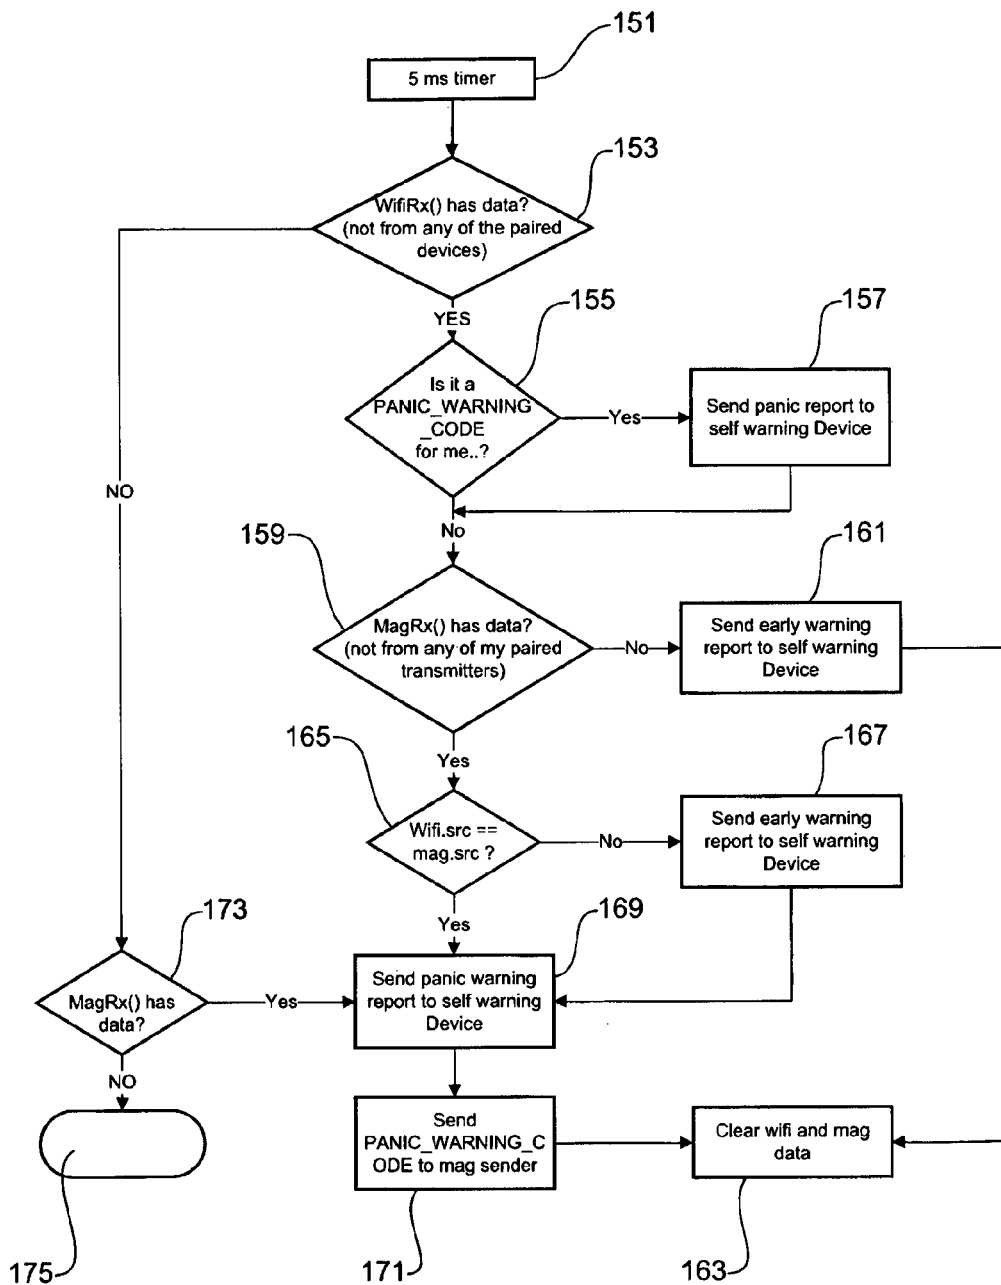 151
5 ms timer
153
WifiRx() has data?
(not from any of the paired
devices)
YES
155
157
Is it a
PANIC_WARNING
_CODE
for me..?
Yes
Send panic report to
self warning Device
NO
No
159
161
MagRx() has data?
(not from any of my paired
transmitters)
No
Send early warning
report to self warning
Device
165
Yes
167
Wifi.src ==
mag.src ?
No
Send early warning
report to self warning
Device
Yes
169
173
MagRx() has
data?
Yes
Send panic warning
report to self warning
Device
NO
Send
PANIC_WARNING_C
ODE to mag sender
Clear wifi and mag
data
175
171
163